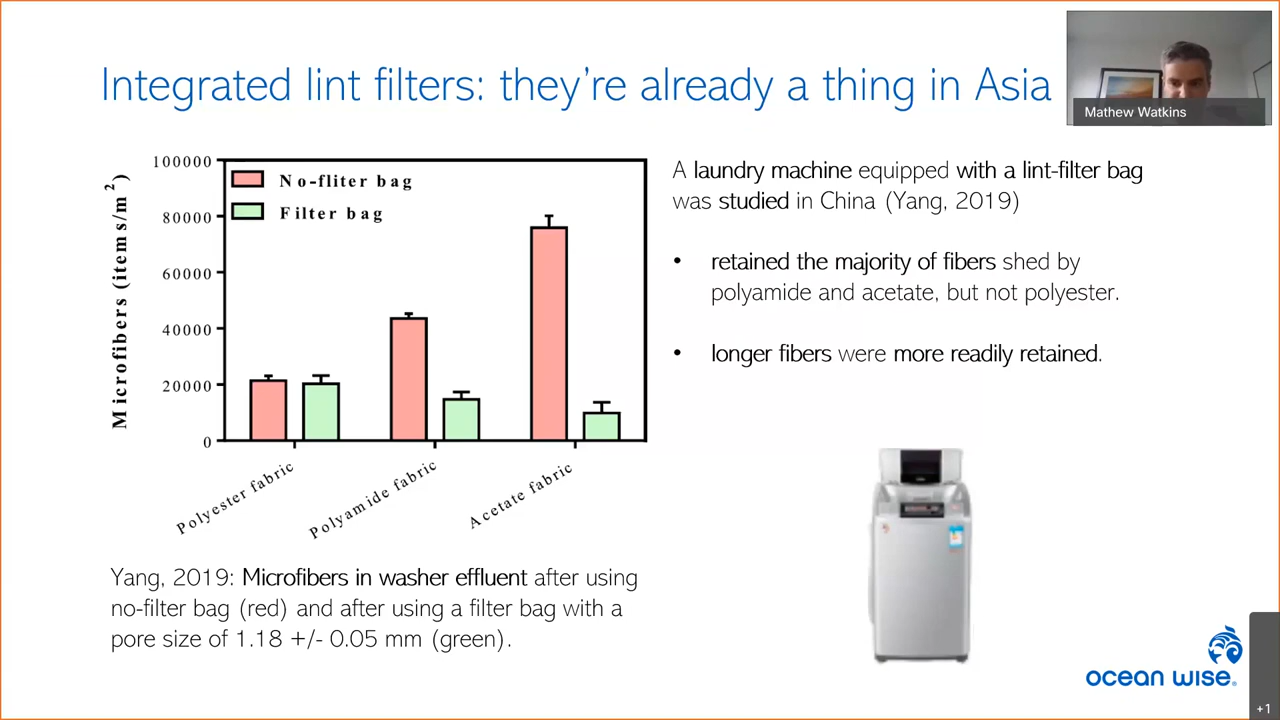 Integrated lint filters: they're already a thing in Asia
Mathew Watkins
Microfibers (items/m²)
100000
80000
60000
40000
20000
0
No-fliter bag
Filter bag
Polyester fabric
Polyamide fabric
Acetate fabric
Yang, 2019: Microfibers in washer effluent after using
no-filter bag (red) and after using a filter bag with a
pore size of 1.18 +/- 0.05 mm (green).
A laundry machine equipped with a lint-filter bag
was studied in China (Yang, 2019)
• retained the majority of fibers shed by
polyamide and acetate, but not polyester.
• longer fibers were more readily retained.
ocean wise.
+1